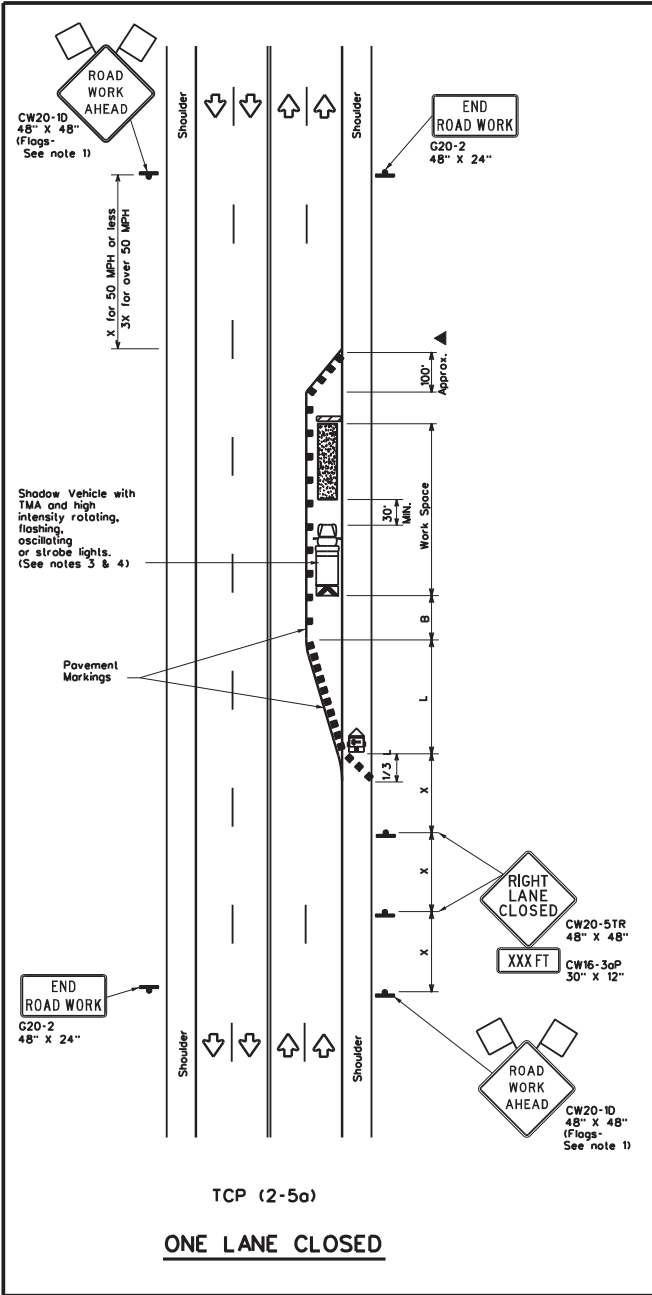 ROAD
WORK
AHEAD
CW20-1D
48" X 48"
(Flags-
See note 1)
Shoulder
Shoulder
END
ROAD WORK
G20-2
48" X 24"
X for 50 MPH or less
3X for over 50 MPH
100'
Approx.
Shadow Vehicle with
TMA and high
intensity rotating,
flashing,
oscillating
or strobe lights.
(See notes 3 & 4)
30'
MIN.
Work Space
B
Pavement
Markings
L
1/3 L
X
X
X
RIGHT
LANE
CLOSED
CW20-5TR
48" X 48"
XXX FT
CW16-3aP
30" X 12"
END
ROAD WORK
G20-2
48" X 24"
Shoulder
Shoulder
ROAD
WORK
AHEAD
CW20-1D
48" X 48"
(Flags-
See note 1)
TCP (2-5a)
ONE LANE CLOSED